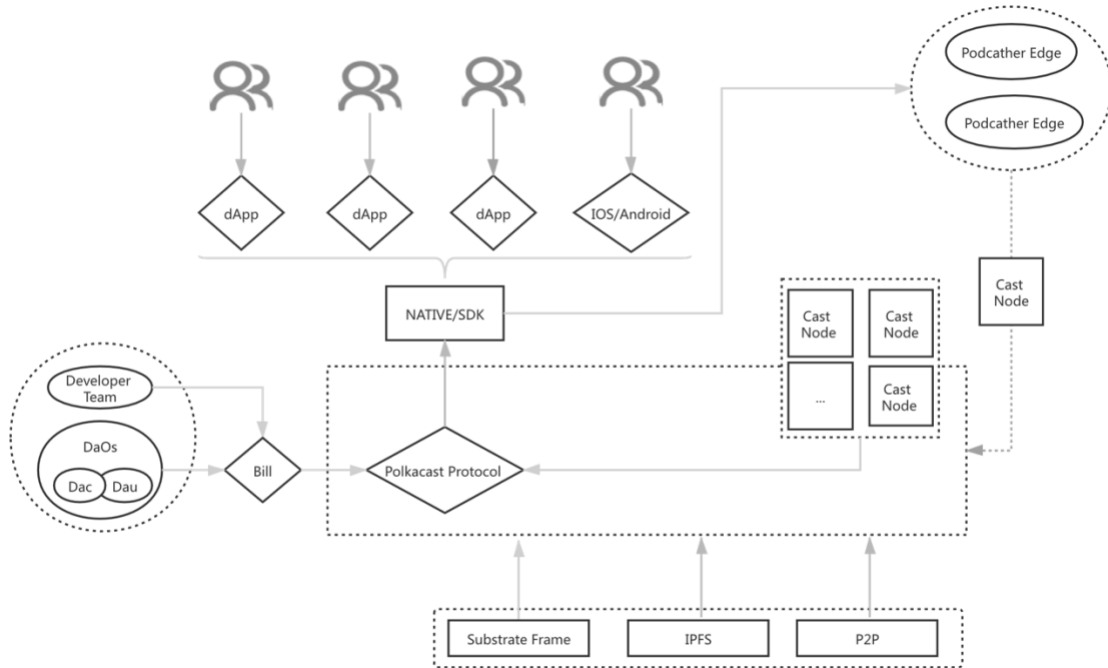 Podcather Edge
Podcather Edge
dApp
dApp
dApp
IOS/Android
NATIVE/SDK
Cast
Node
Cast
Node
Cast
Node
...
Cast
Node
Developer
Team
DaOs
Dac
Dau
Bill
Polkacast Protocol
Substrate Frame
IPFS
P2P